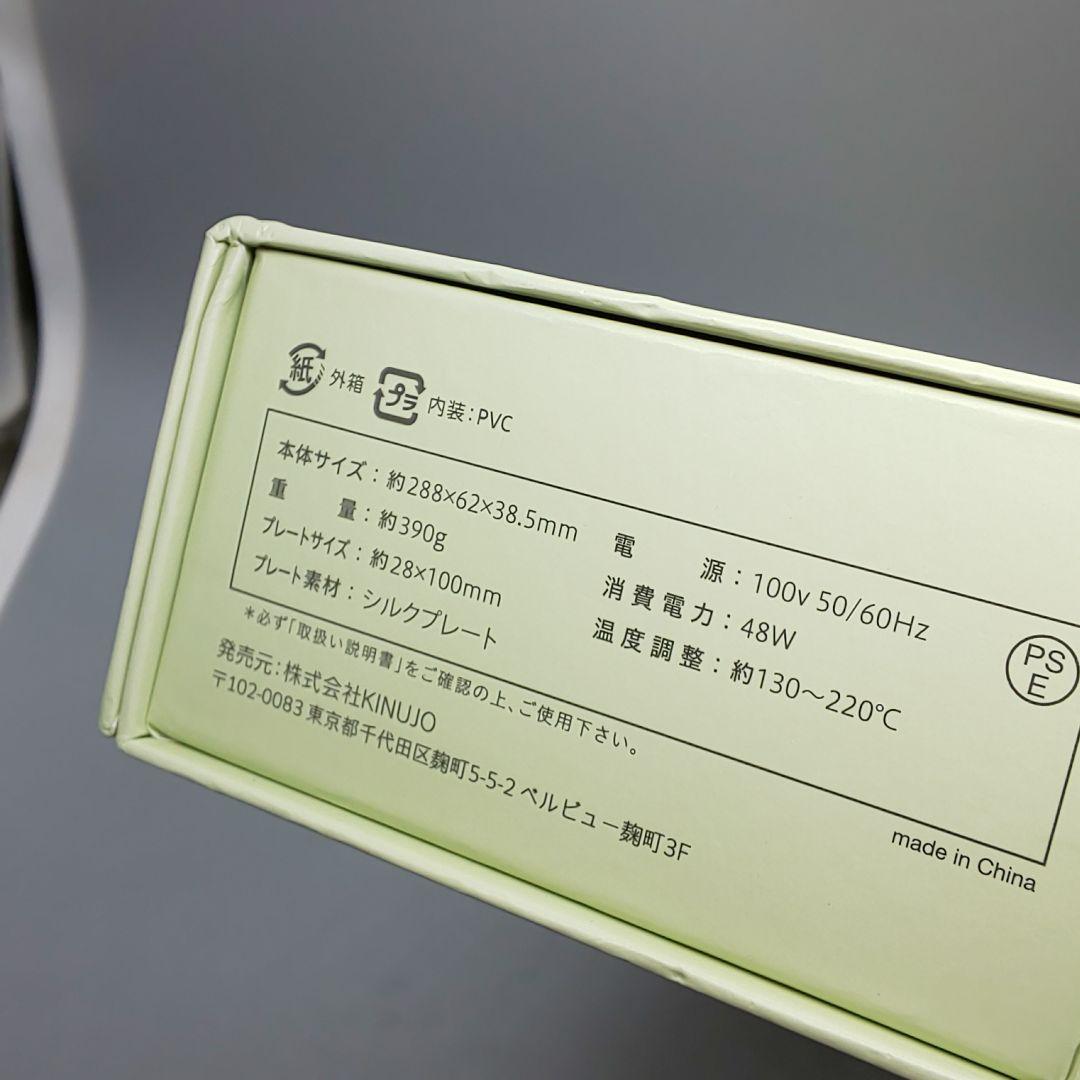 紙 外箱 プラ 内装:PVC
本体サイズ:約288×62×38.5mm
重量:約390g
プレートサイズ:約28×100mm
プレート素材:シルクプレート
電源:100v 50/60Hz
消費電力:48W
温度調整:約130〜220℃
PS
E
*必ず「取扱い説明書」をご確認の上、ご使用下さい。
発売元:株式会社KINUJO
〒102-0083 東京都千代田区麹町5-5-2 ベルビュー麹町3F
made in China